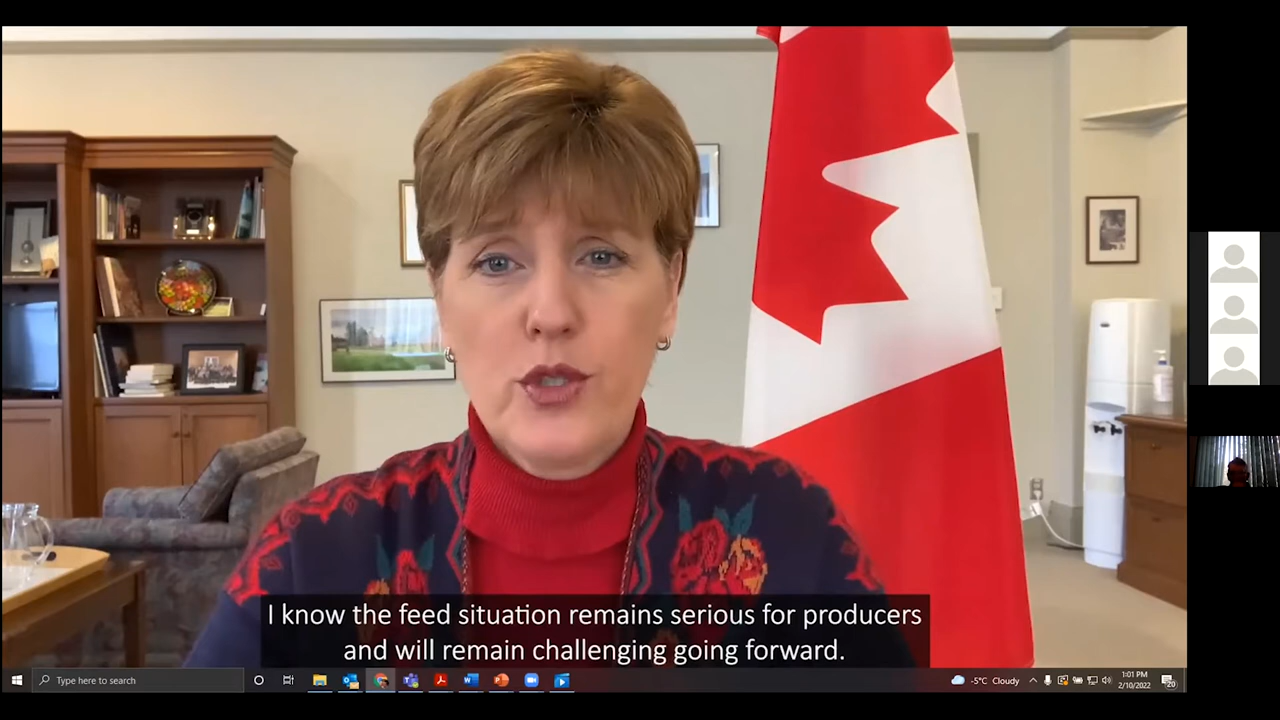 I know the feed situation remains serious for producers
and will remain challenging going forward.
Type here to search
-5°C Cloudy
1:01 PM
2/10/2022
20